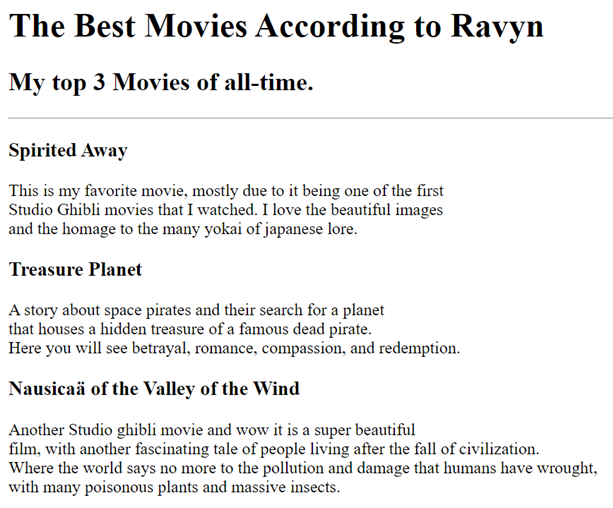 The Best Movies According to Ravyn
My top 3 Movies of all-time.
Spirited Away
This is my favorite movie, mostly due to it being one of the first
Studio Ghibli movies that I watched. I love the beautiful images
and the homage to the many yokai of japanese lore.
Treasure Planet
A story about space pirates and their search for a planet
that houses a hidden treasure of a famous dead pirate.
Here you will see betrayal, romance, compassion, and redemption.
Nausicaä of the Valley of the Wind
Another Studio ghibli movie and wow it is a super beautiful
film, with another fascinating tale of people living after the fall of civilization.
Where the world says no more to the pollution and damage that humans have wrought,
with many poisonous plants and massive insects.